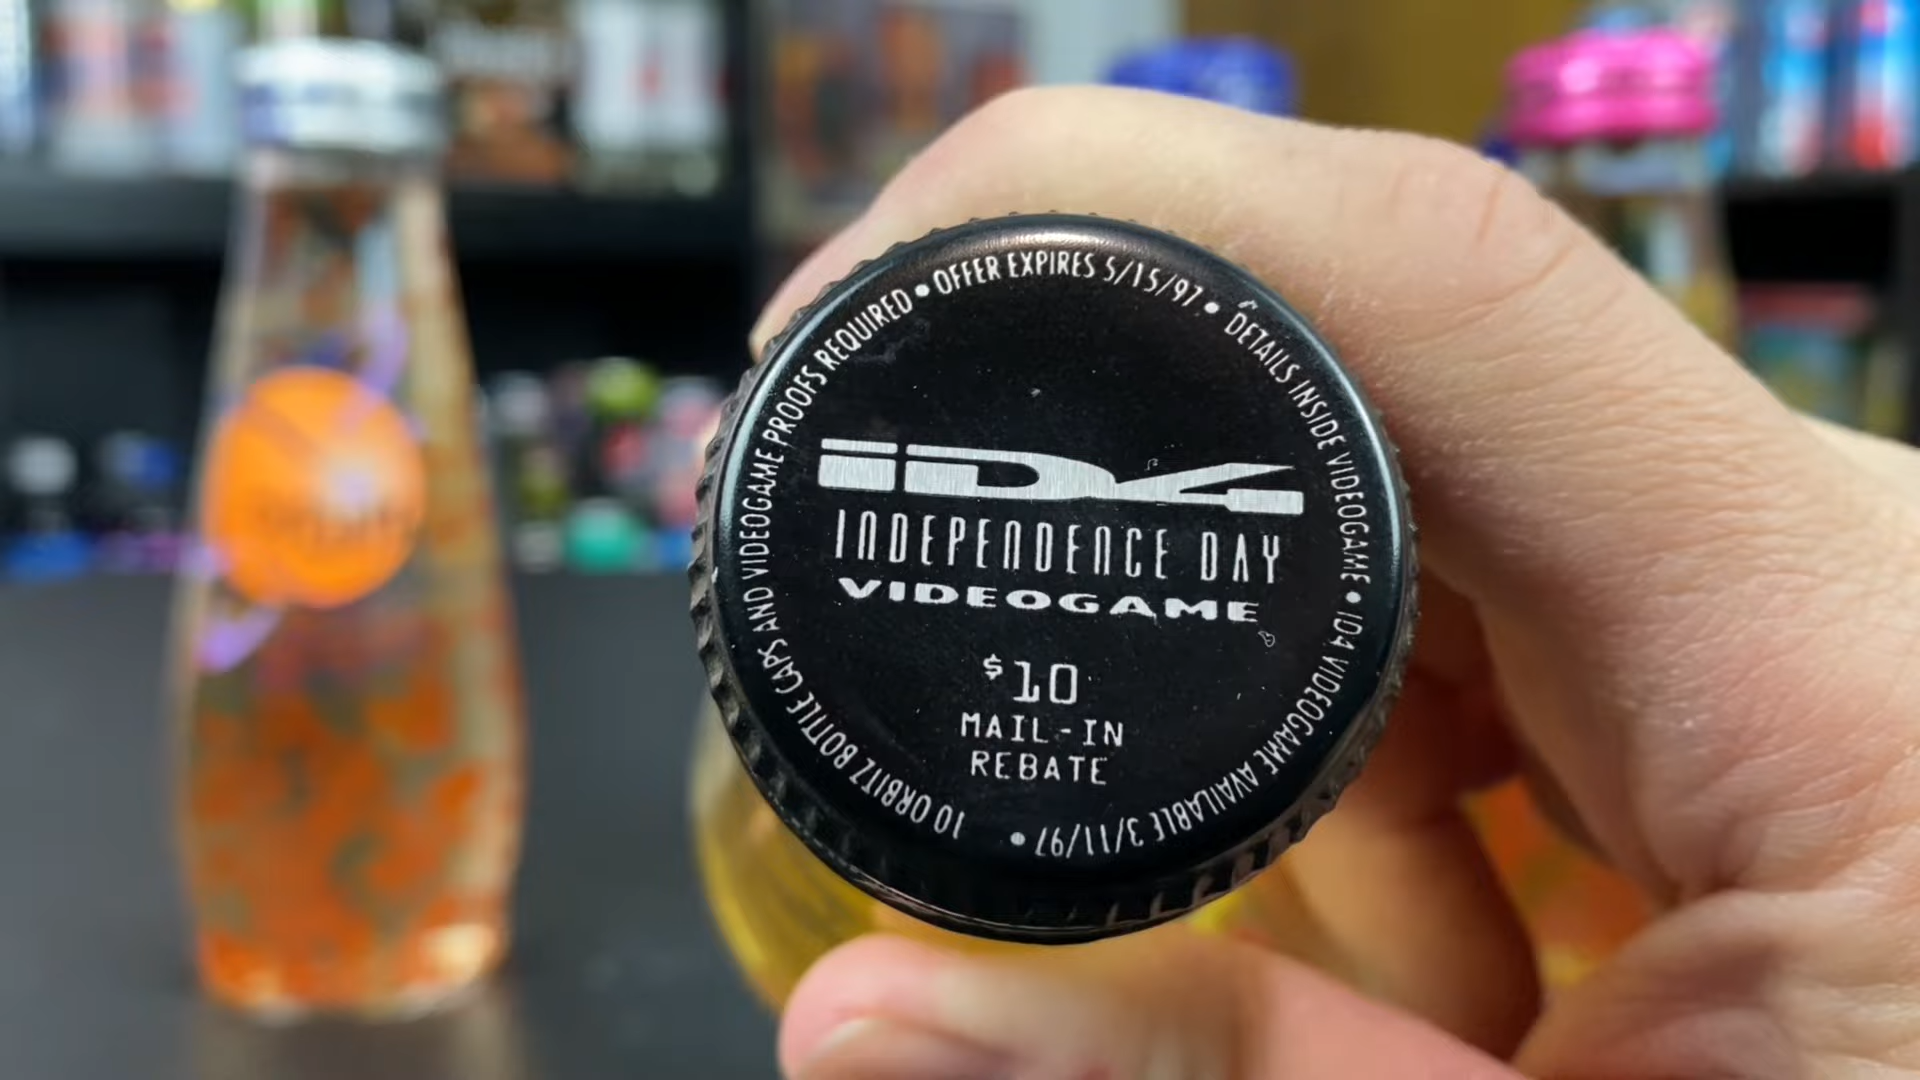 iD4
INDEPENDENCE DAY
VIDEOGAME
$10
MAIL-IN
REBATE
10 ORBITZ BOTTLE CAPS AND VIDEOGAME PROOFS REQUIRED • OFFER EXPIRES 5/15/97 • DETAILS INSIDE VIDEOGAME • ID4 VIDEOGAME AVAILABLE 3/11/97 •